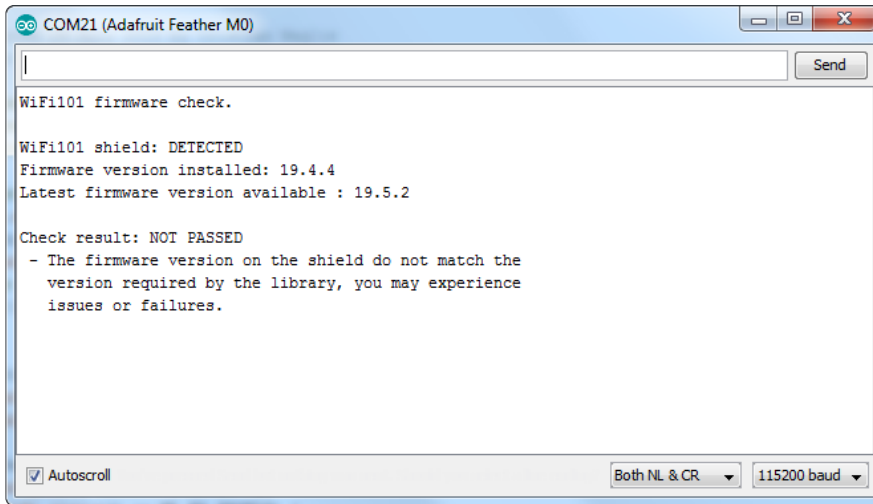 COM21 (Adafruit Feather M0)
Send
WiFi101 firmware check.
WiFi101 shield: DETECTED
Firmware version installed: 19.4.4
Latest firmware version available : 19.5.2
Check result: NOT PASSED
- The firmware version on the shield do not match the
version required by the library, you may experience
issues or failures.
Autoscroll
Both NL & CR
115200 baud